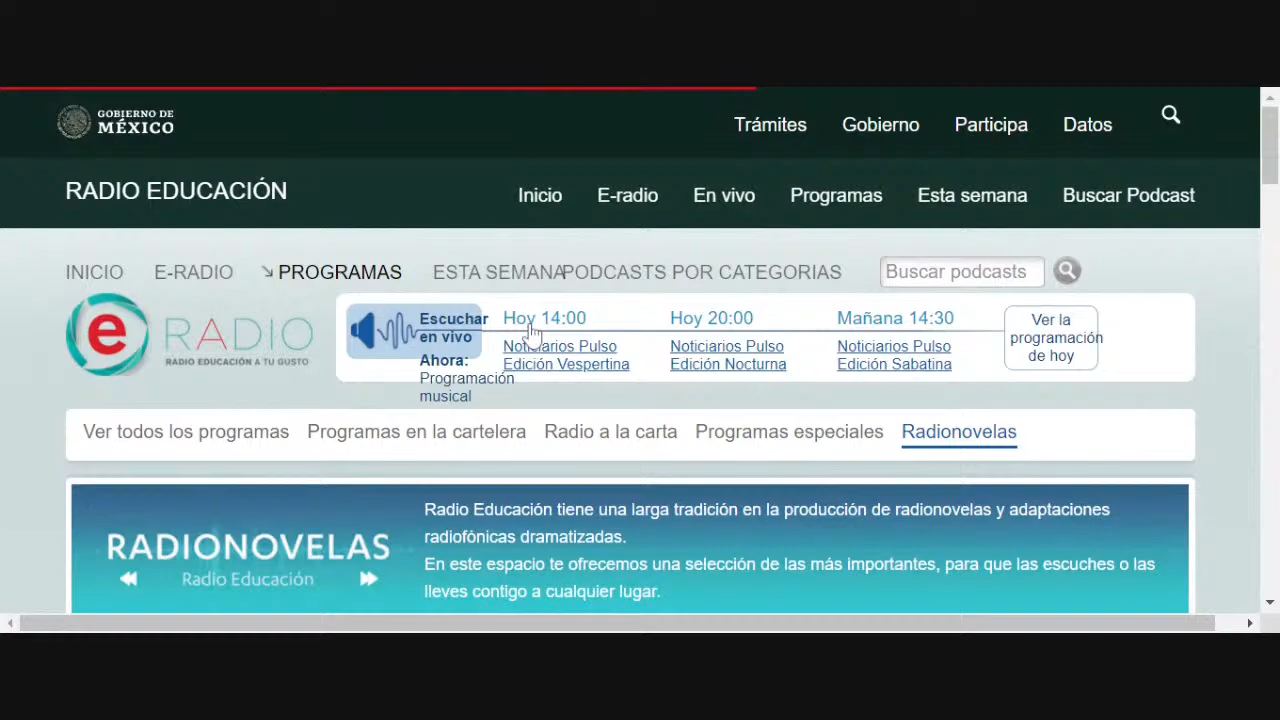 GOBIERNO DE
MÉXICO
Trámites Gobierno Participa Datos
RADIO EDUCACIÓN
Inicio E-radio En vivo Programas Esta semana Buscar Podcast
INICIO E-RADIO PROGRAMAS ESTA SEMANA PODCASTS POR CATEGORIAS Buscar podcasts
e RADIO
RADIO EDUCACIÓN A TU GUSTO
Escuchar
en vivo
Ahora:
Programación
musical
Hoy 14:00
Noticiarios Pulso
Edición Vespertina
Hoy 20:00
Noticiarios Pulso
Edición Nocturna
Mañana 14:30
Noticiarios Pulso
Edición Sabatina
Ver la
programación
de hoy
Ver todos los programas Programas en la cartelera Radio a la carta Programas especiales Radionovelas
RADIONOVELAS
Radio Educación
Radio Educación tiene una larga tradición en la producción de radionovelas y adaptaciones
radiofónicas dramatizadas.
En este espacio te ofrecemos una selección de las más importantes, para que las escuches o las
lleves contigo a cualquier lugar.